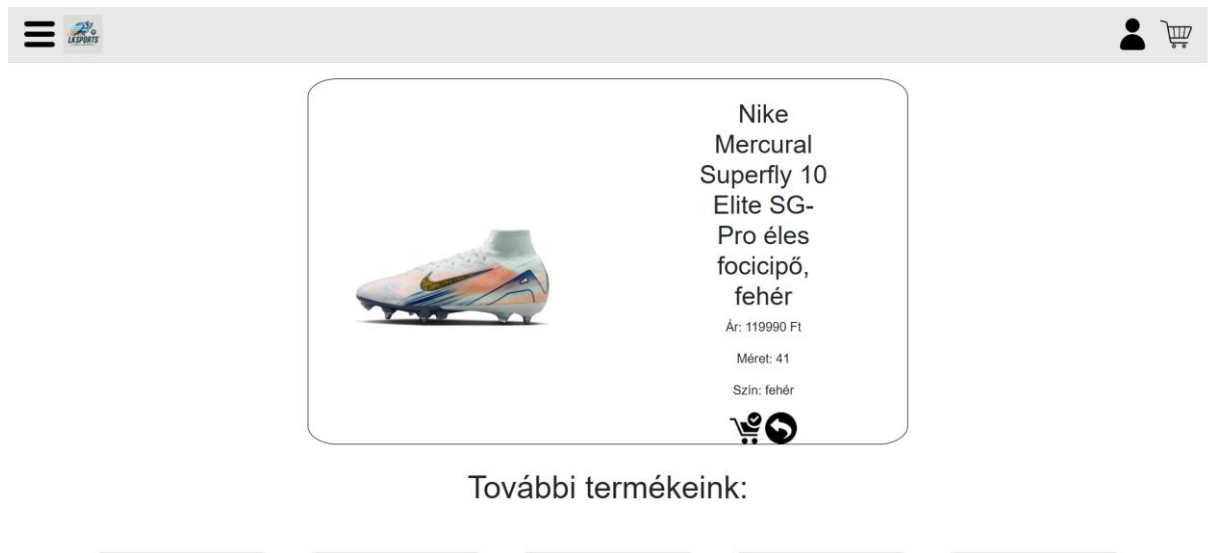 LKSPORTS
Nike
Mercural
Superfly 10
Elite SG-
Pro éles
focicipő,
fehér
Ár: 119990 Ft
Méret: 41
Szín: fehér
További termékeink: